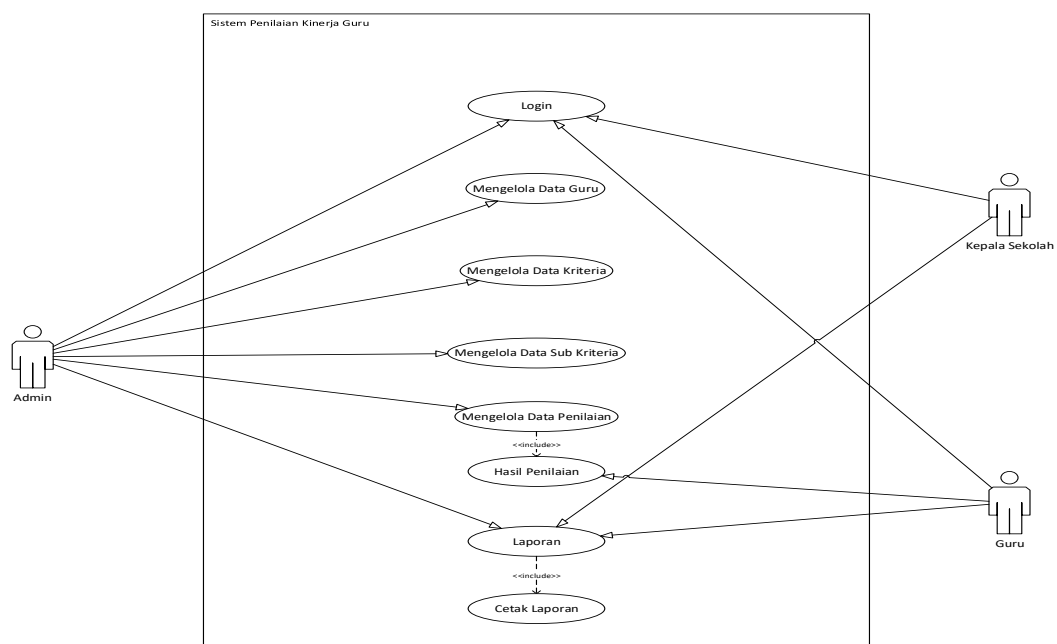 Sistem Penilaian Kinerja Guru
Login
Mengelola Data Guru
Kepala Sekolah
Mengelola Data Kriteria
Mengelola Data Sub Kriteria
Admin
Mengelola Data Penilaian
<<include>>
Hasil Penilaian
Laporan
Guru
<<include>>
Cetak Laporan